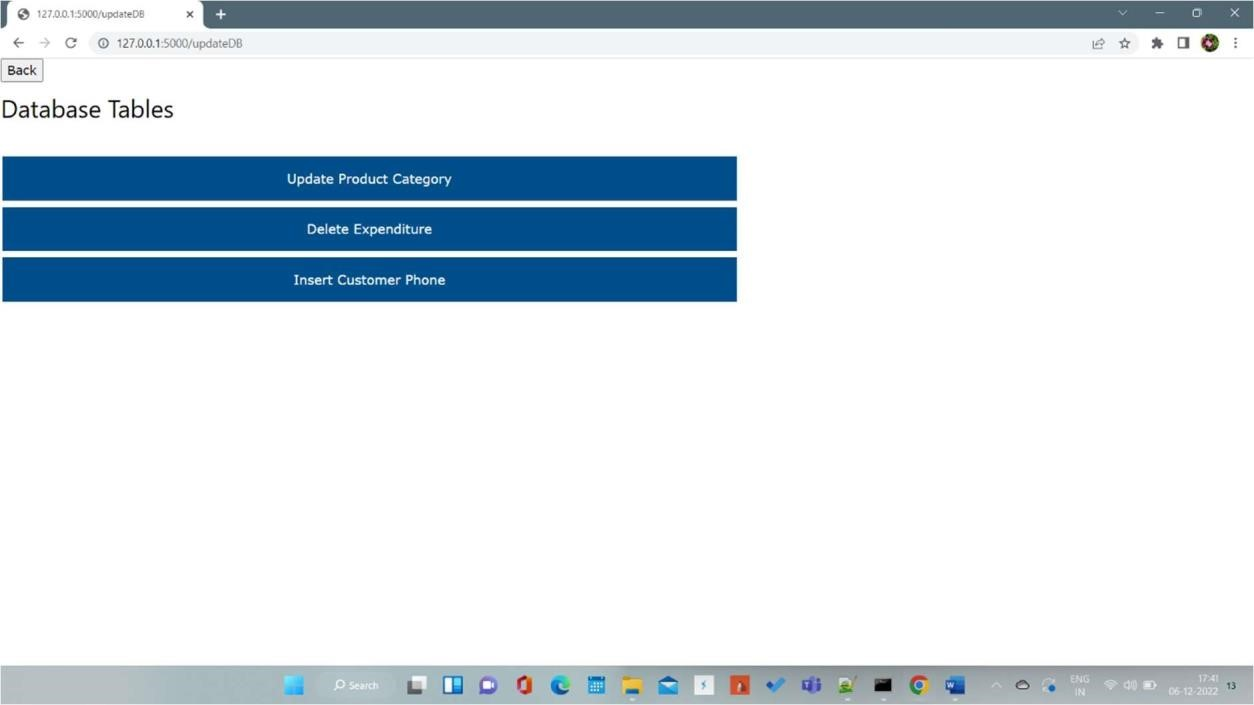 127.0.0.1:5000/updateDB
127.0.0.1:5000/updateDB
Back
Database Tables
Update Product Category
Delete Expenditure
Insert Customer Phone
Search
ENG
IN
17:41
06-12-2022
13